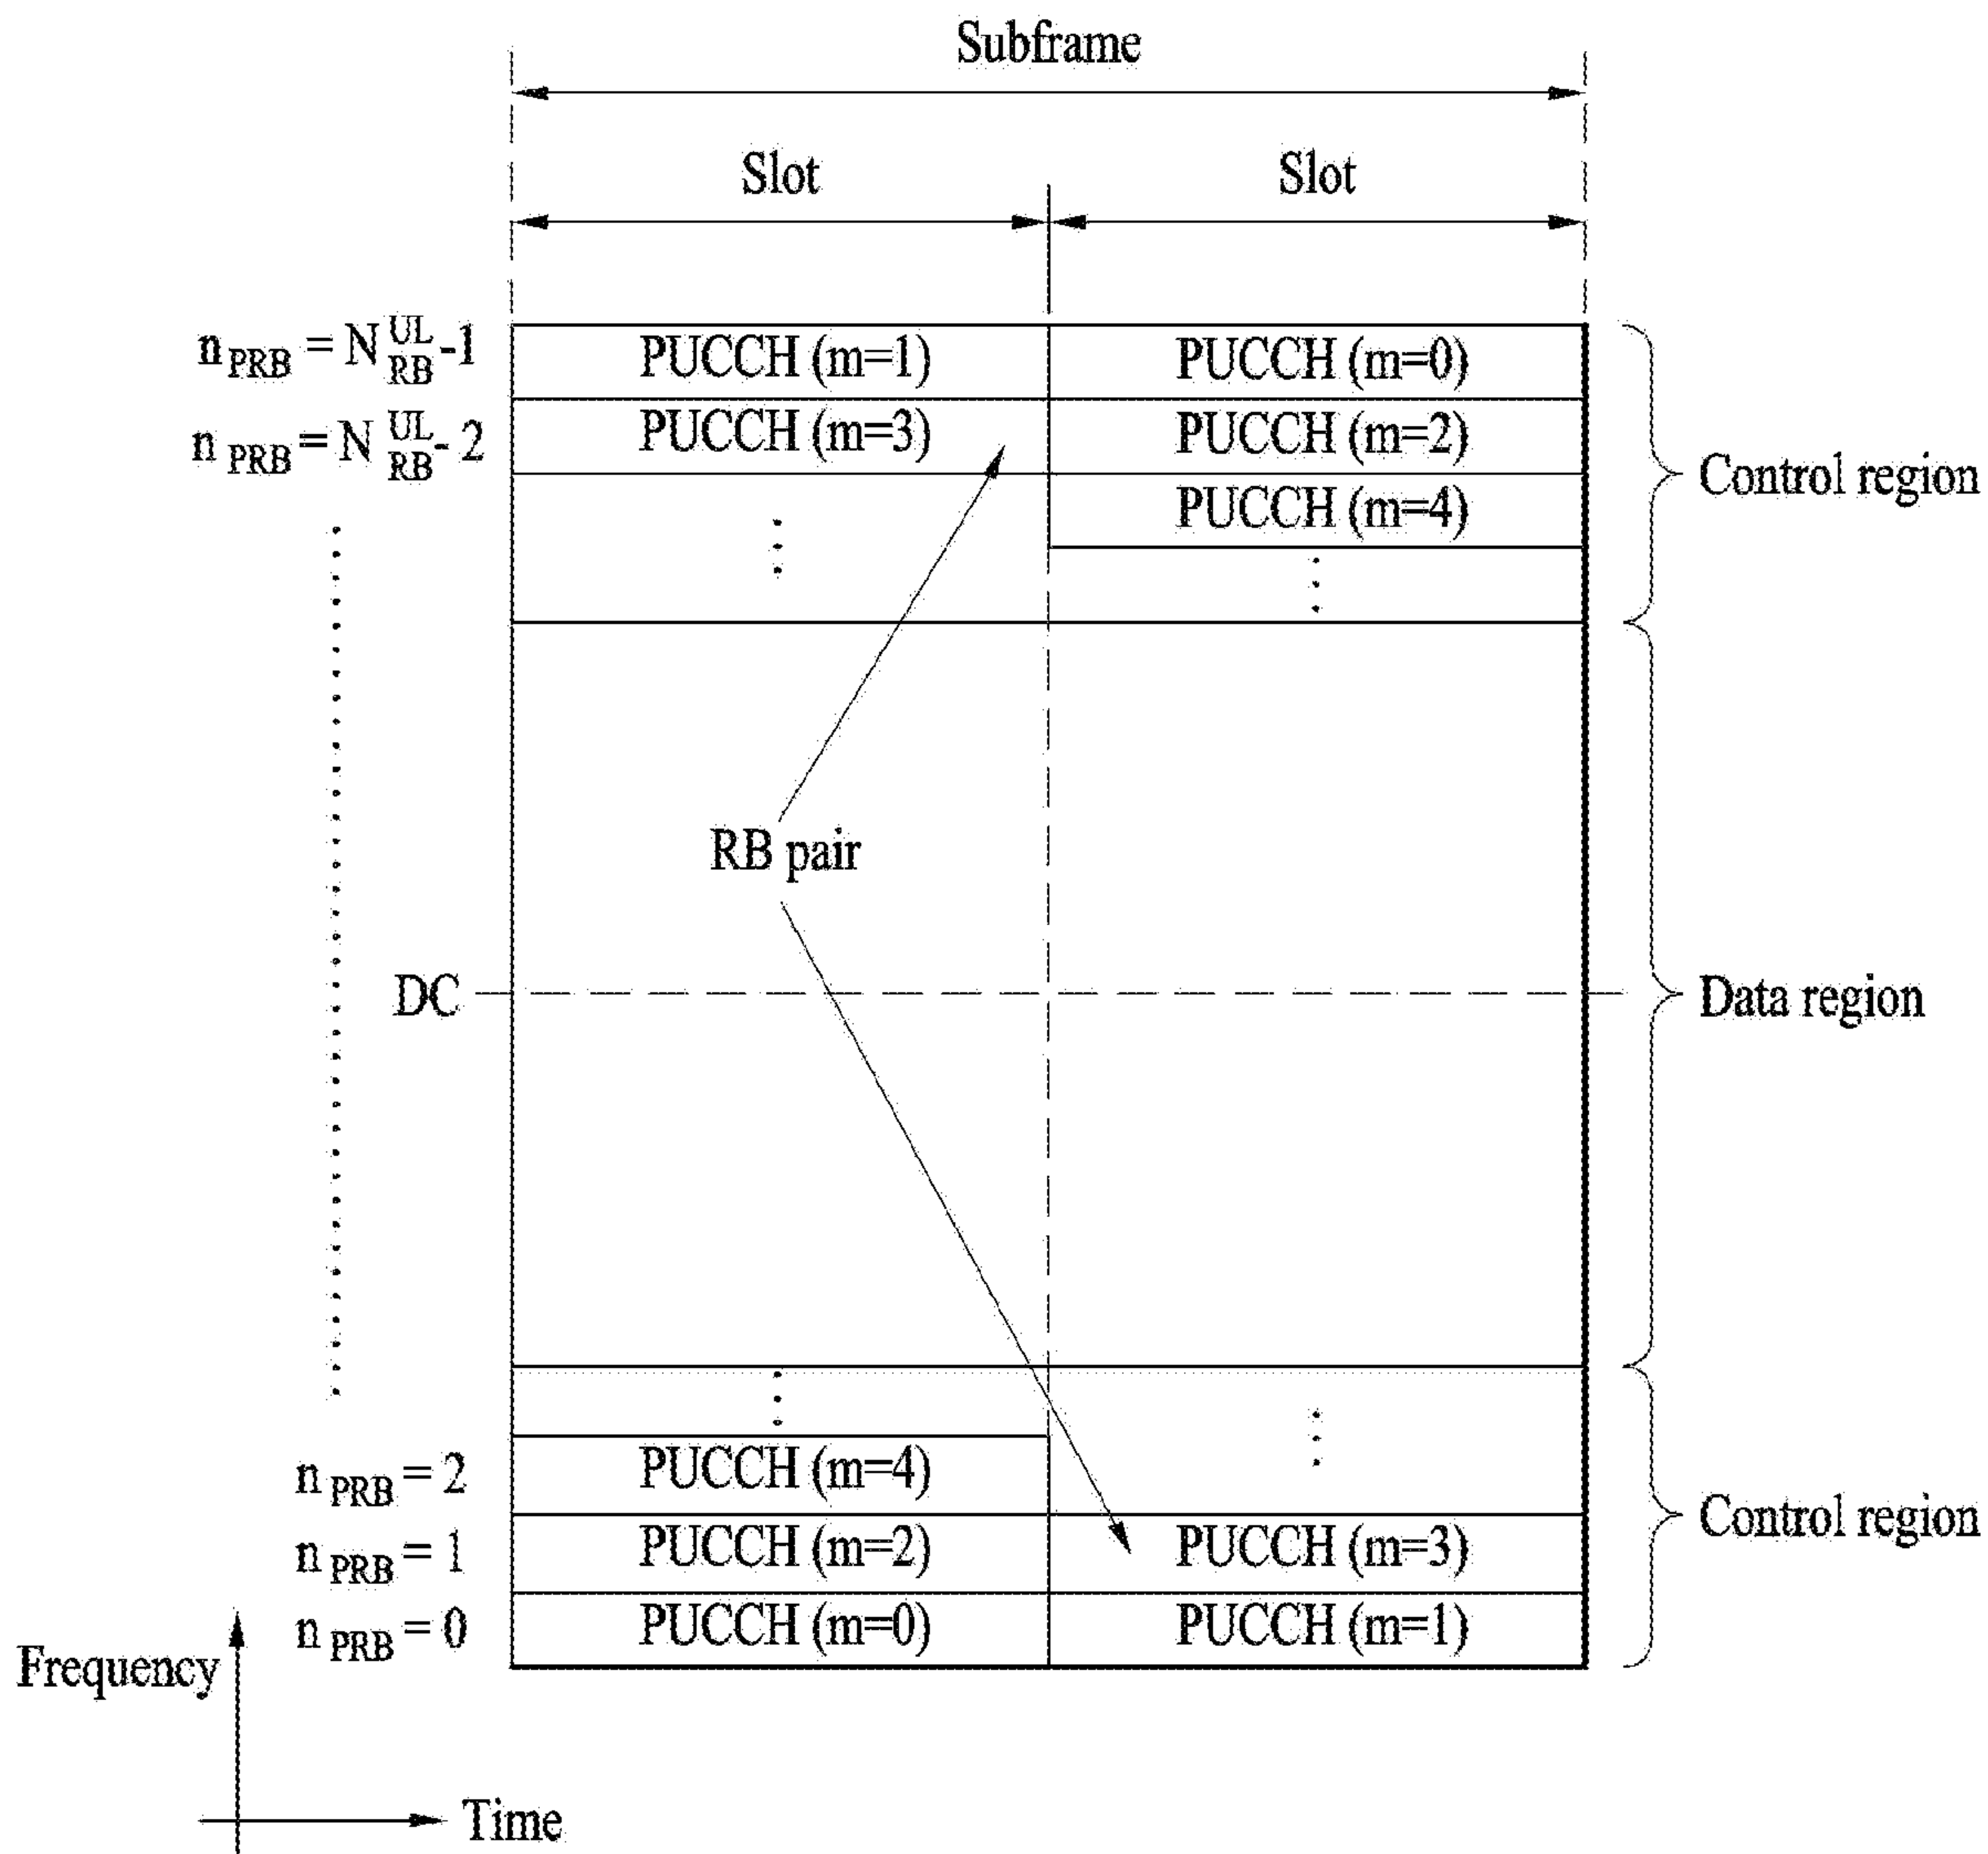 Subframe
Slot Slot
n PRB = N UL RB -1 PUCCH (m=1) PUCCH (m=0)
n PRB = N UL RB - 2 PUCCH (m=3) PUCCH (m=2)
Control region
PUCCH (m=4)
RB pair
DC
Data region
n PRB = 2 PUCCH (m=4)
Control region
n PRB = 1 PUCCH (m=2) PUCCH (m=3)
n PRB = 0 PUCCH (m=0) PUCCH (m=1)
Frequency
Time